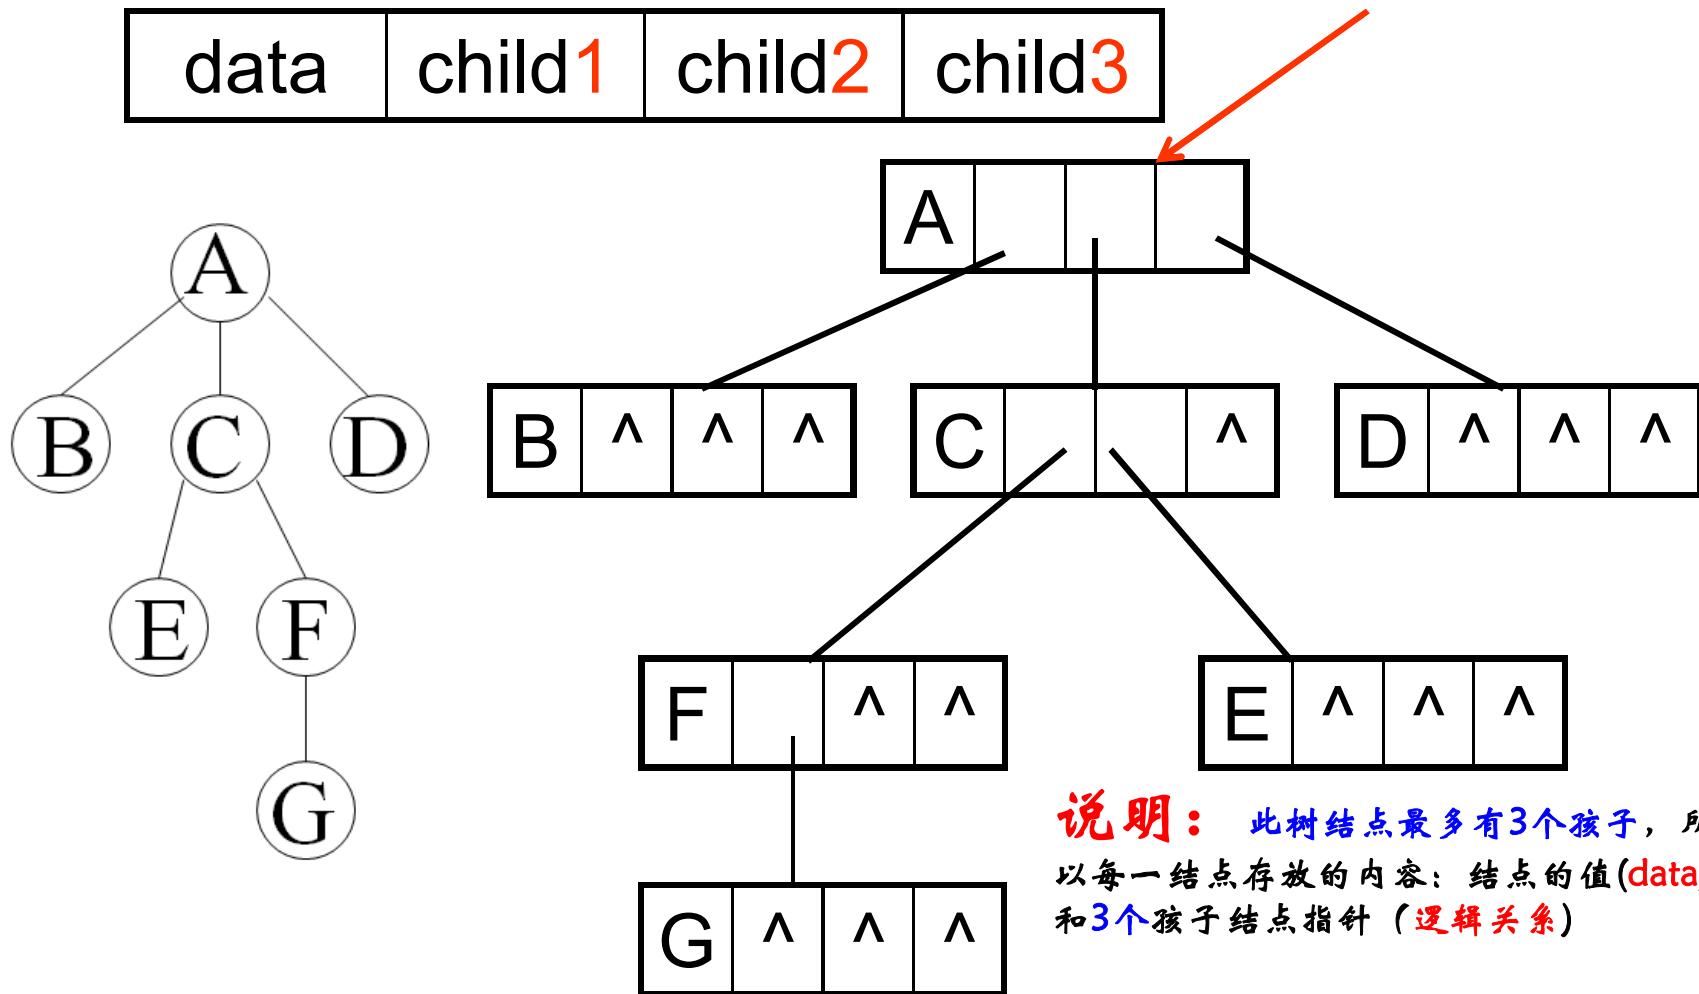 data child1 child2 child3
A
A
B C D
B ^ ^ ^ C ^ D ^ ^ ^
E F
F ^ ^ E ^ ^ ^
G
说明： 此树结点最多有3个孩子，所
以每一结点存放的内容：结点的值(data
和3个孩子结点指针（逻辑关系)
G ^ ^ ^